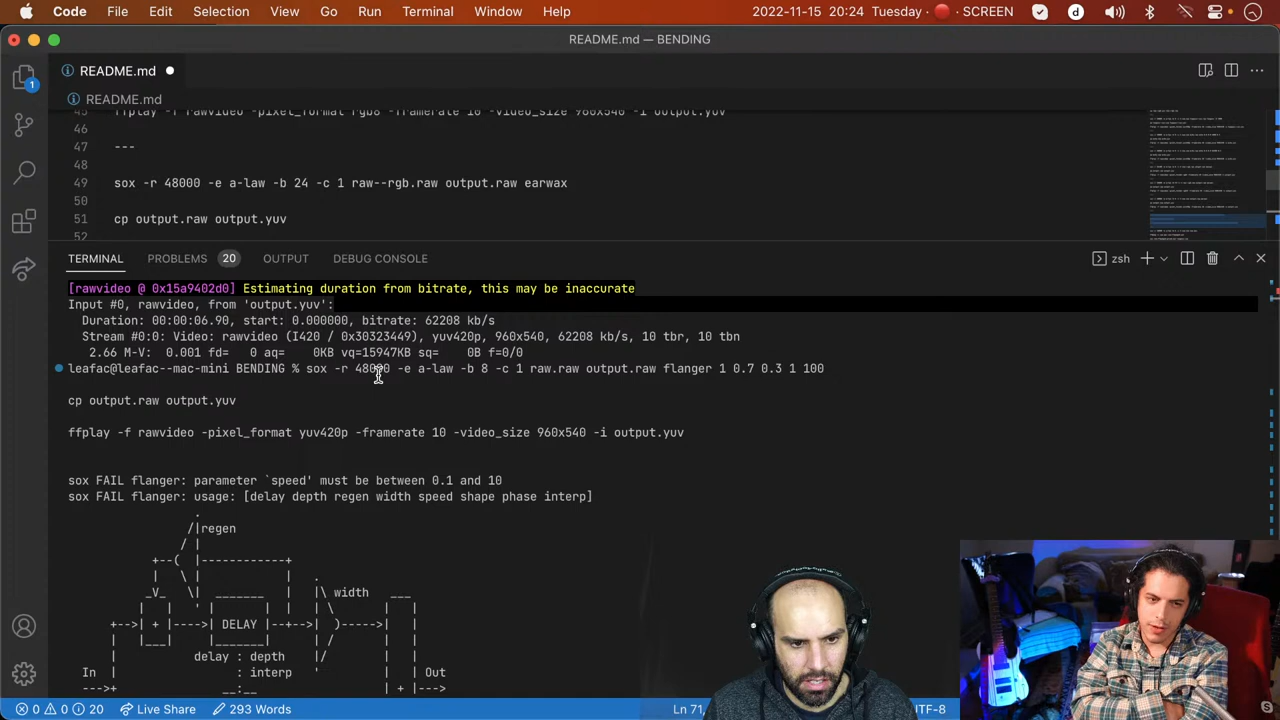 Code File Edit Selection View Go Run Terminal Window Help 2022-11-15 20:24 Tuesday SCREEN
README.md — BENDING
README.md
README.md
45 ffplay -f rawvideo -pixel_format rgb8 -framerate 10 -video_size 960x540 -i output.yuv
46
47 ---
48
49 sox -r 48000 -e a-law -b 24 -c 1 raw--rgb.raw output.raw earwax
50
51 cp output.raw output.yuv
52
TERMINAL PROBLEMS 20 OUTPUT DEBUG CONSOLE zsh
[rawvideo @ 0x15a9402d0] Estimating duration from bitrate, this may be inaccurate
Input #0, rawvideo, from 'output.yuv':
Duration: 00:00:06.90, start: 0.000000, bitrate: 62208 kb/s
Stream #0:0: Video: rawvideo (I420 / 0x30323449), yuv420p, 960x540, 62208 kb/s, 10 tbr, 10 tbn
2.66 M-V: 0.001 fd= 0 aq= 0KB vq=15947KB sq= 0B f=0/0
leafac@leafac--mac-mini BENDING % sox -r 48000 -e a-law -b 8 -c 1 raw.raw output.raw flanger 1 0.7 0.3 1 100
cp output.raw output.yuv
ffplay -f rawvideo -pixel_format yuv420p -framerate 10 -video_size 960x540 -i output.yuv
sox FAIL flanger: parameter `speed' must be between 0.1 and 10
sox FAIL flanger: usage: [delay depth regen width speed shape phase interp]
.
/|regen
/ |
+--( |------------+
| \ | | .
_V_ \| _______ | |\ width ___
| | ' | | | | \ | |
+-->| + |---->| DELAY |--+-->| )----->| |
| |___| |_______| | / | |
| delay : depth |/ | |
In | : interp ' | | Out
--->+ __:__ | + |--->
0 0 20 Live Share 293 Words Ln 71, UTF-8